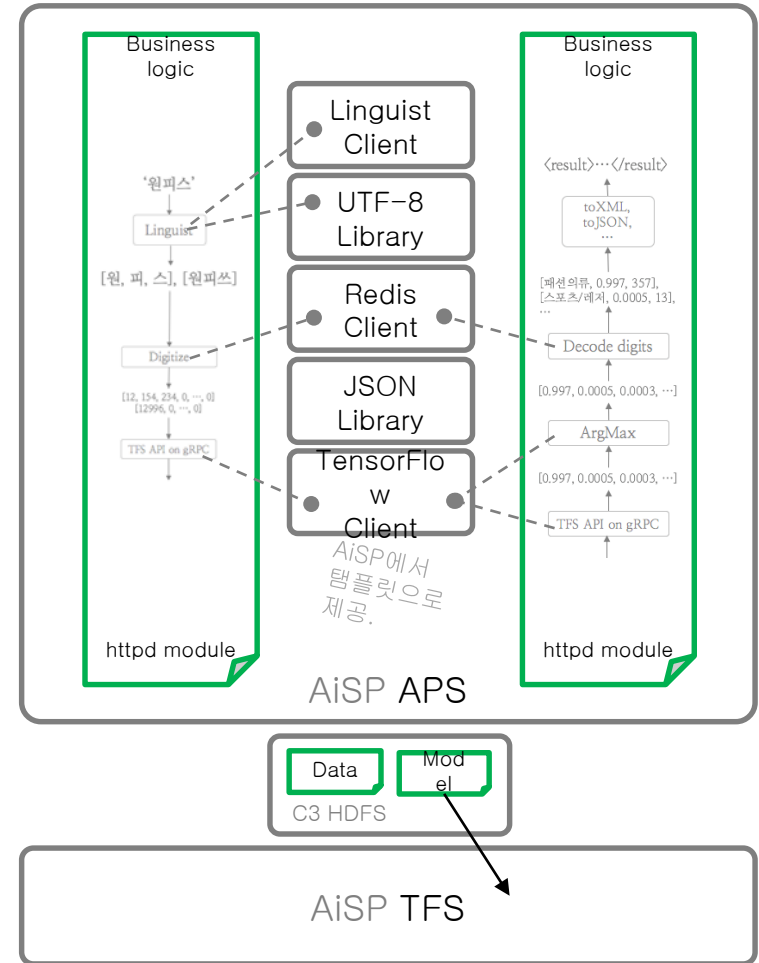 Business
logic
'원피스'
Linguist
[원, 피, 스], [원피쓰]
Digitize
[12, 154, 234, 0, …, 0]
[12996, 0, …, 0]
TFS API on gRPC
httpd module
Linguist
Client
UTF-8
Library
Redis
Client
JSON
Library
TensorFlo
w
Client
AiSP에서
탬플릿으로
제공.
Business
logic
<result>…</result>
toXML,
toJSON,
…
[패션의류, 0.997, 357],
[스포츠/레저, 0.0005, 13],
…
Decode digits
[0.997, 0.0005, 0.0003, …]
ArgMax
[0.997, 0.0005, 0.0003, …]
TFS API on gRPC
httpd module
AiSP APS
Data
Mod
el
C3 HDFS
AiSP TFS